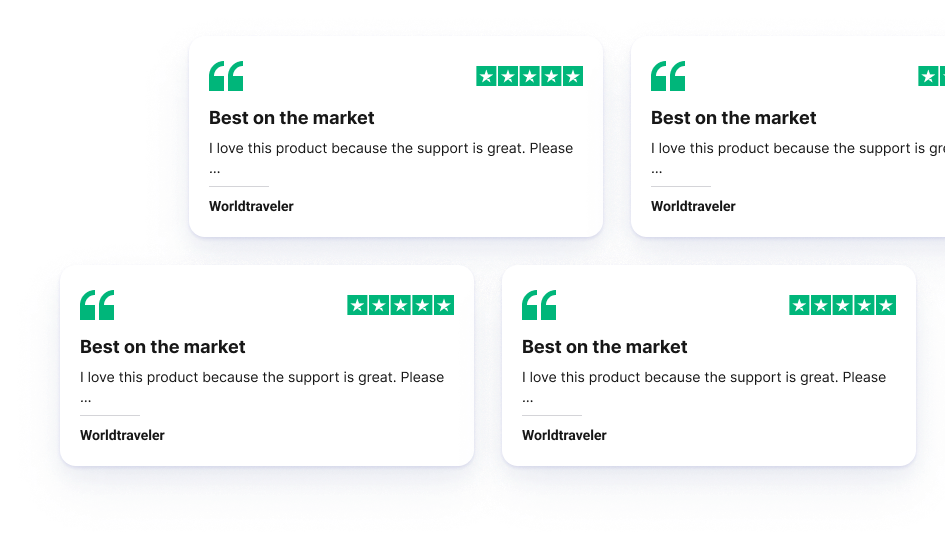 Best on the market
I love this product because the support is great. Please
...
Worldtraveler
Best on the market
I love this product because the support is
...
Worldtraveler
Best on the market
I love this product because the support is great. Please
...
Worldtraveler
Best on the market
I love this product because the support is great. Please
...
Worldtraveler